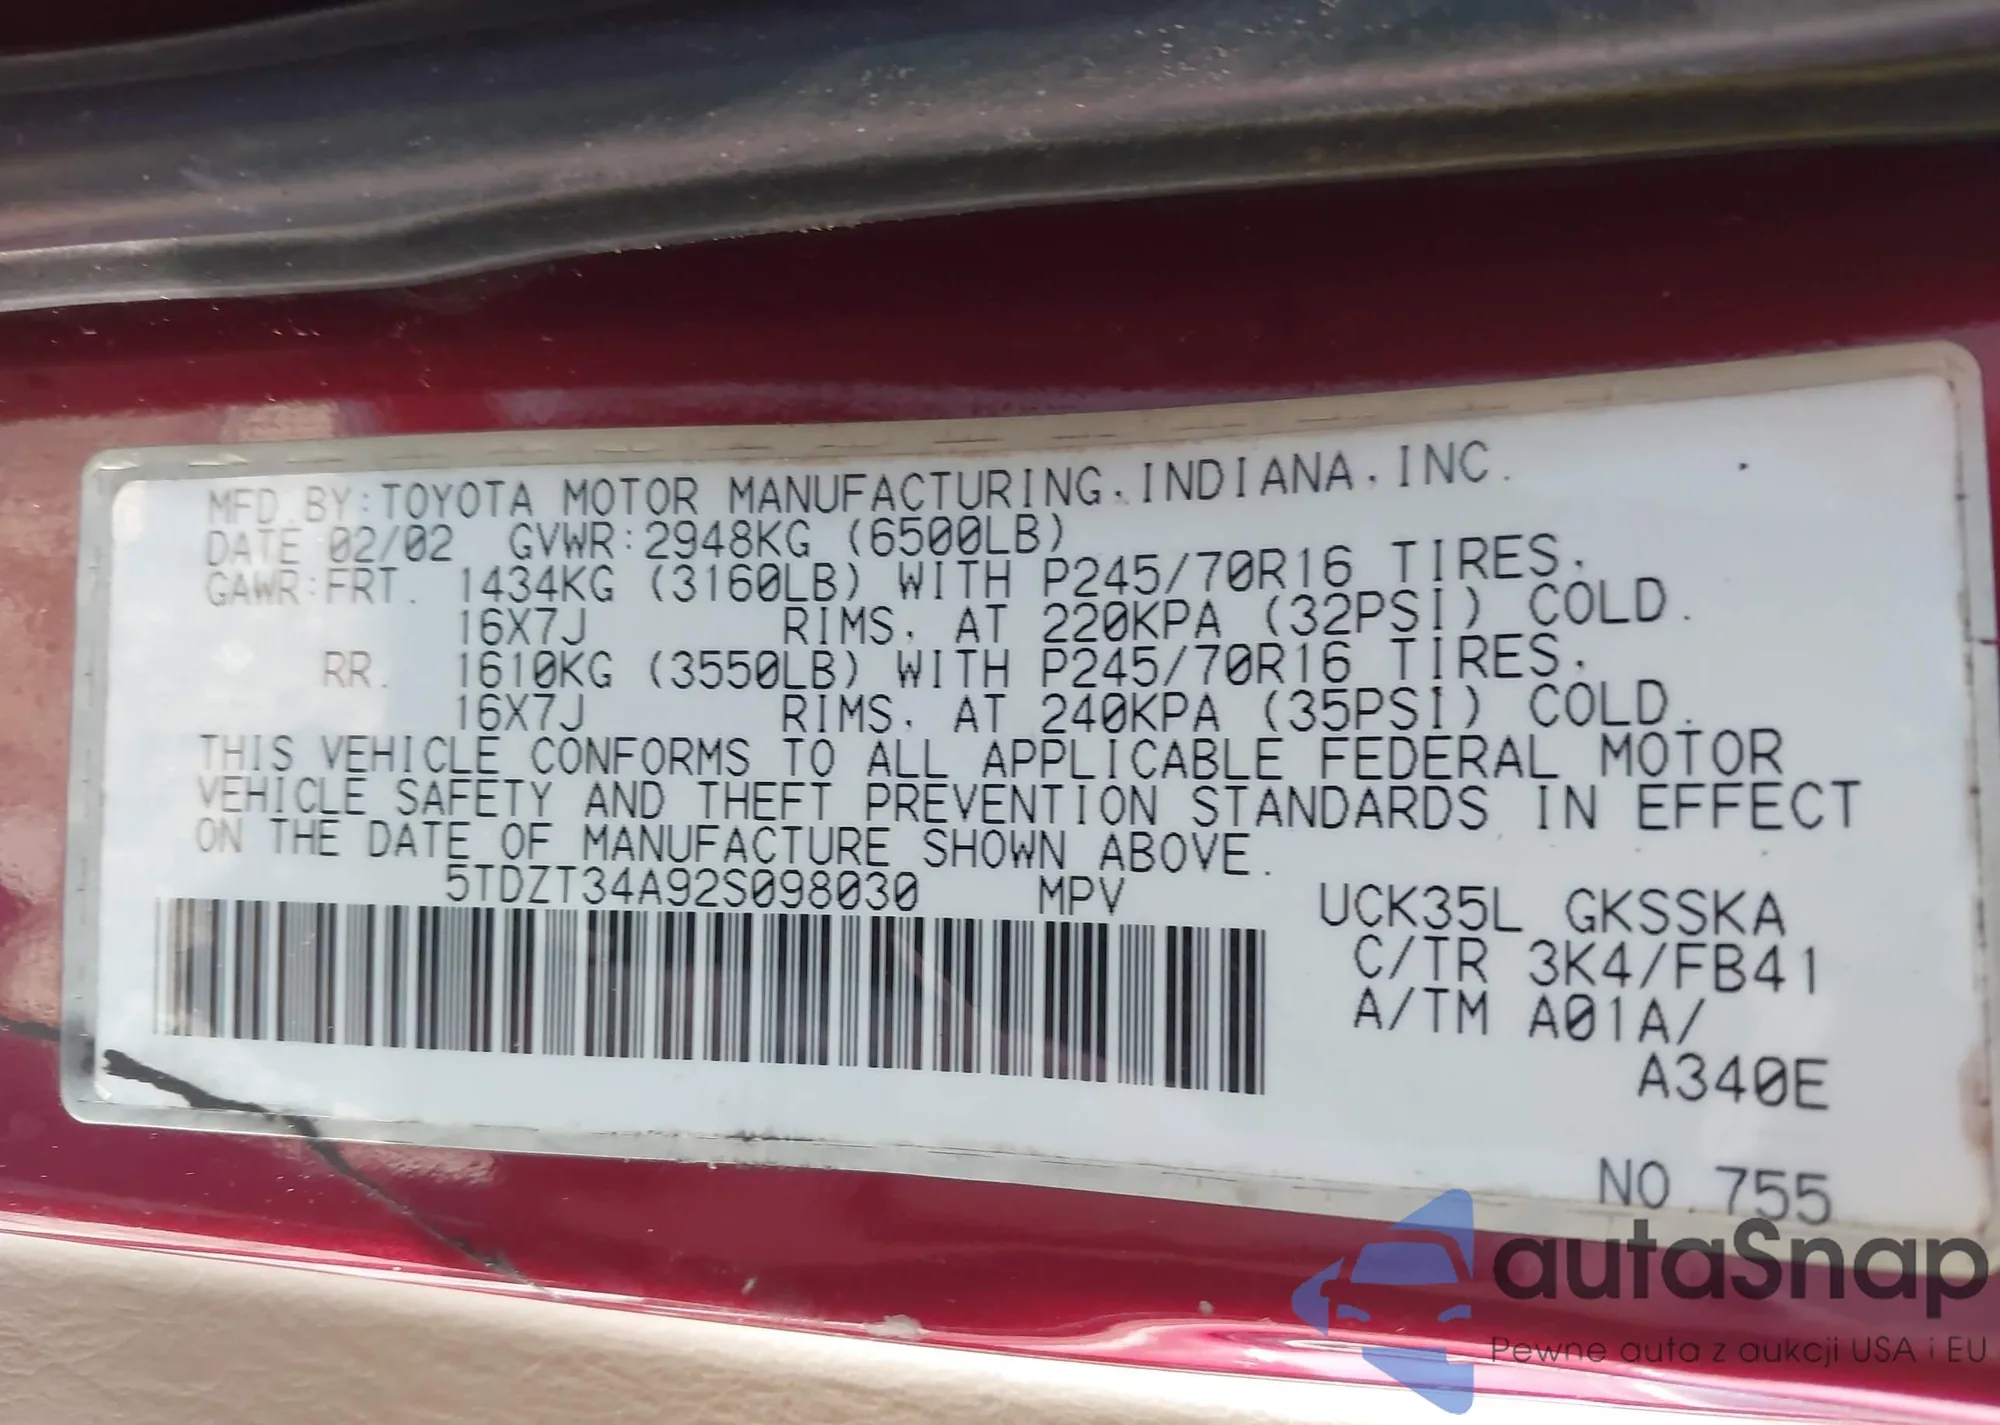 MFD.BY:TOYOTA MOTOR MANUFACTURING.INDIANA.INC.
DATE 02/02 GVWR:2948KG (6500LB)
GAWR:FRT. 1434KG (3160LB) WITH P245/70R16 TIRES,
16X7J RIMS, AT 220KPA (32PSI) COLD.
RR. 1610KG (3550LB) WITH P245/70R16 TIRES,
16X7J RIMS, AT 240KPA (35PSI) COLD.
THIS VEHICLE CONFORMS TO ALL APPLICABLE FEDERAL MOTOR
VEHICLE SAFETY AND THEFT PREVENTION STANDARDS IN EFFECT
ON THE DATE OF MANUFACTURE SHOWN ABOVE.
5TDZT34A92S098030 MPV UCK35L GKSSKA
C/TR 3K4/FB41
A/TM A01A/
A340E
NO.755
autaSnap
Pewne auta z aukcji USA i EU